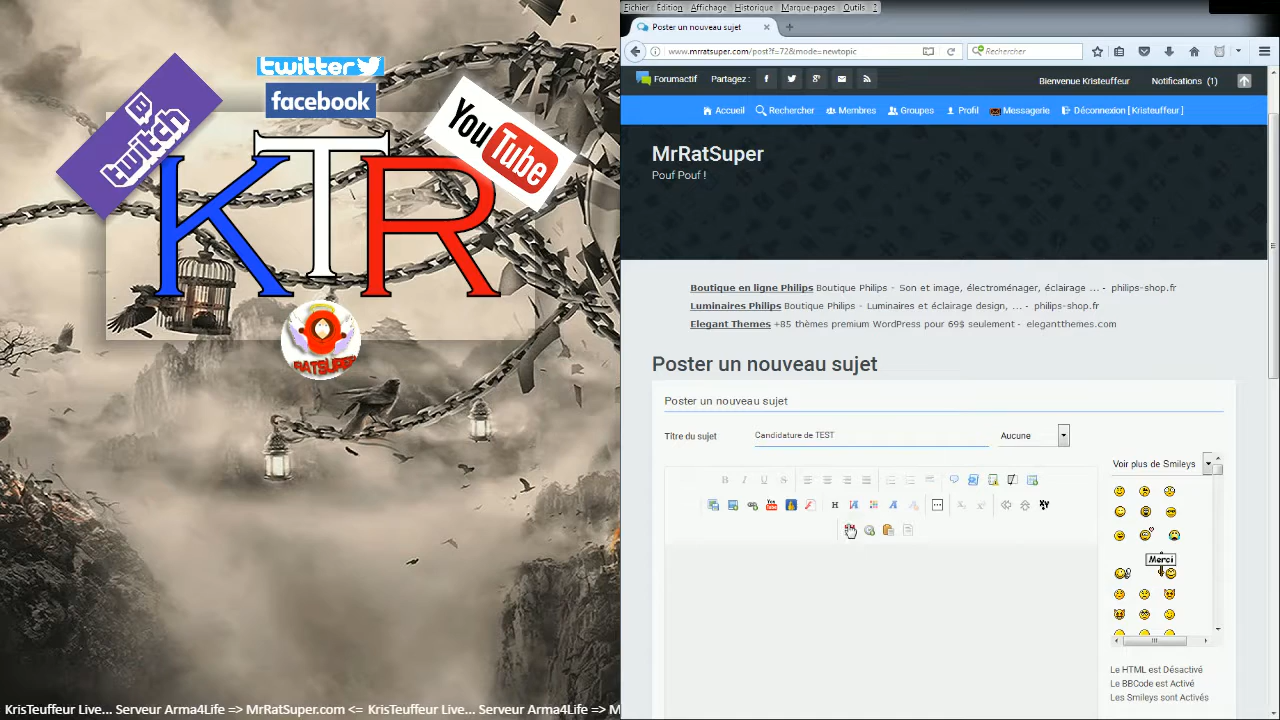 twitter
facebook
twitch
You Tube
KTR
RATSUPER
KrisTeuffeur Live... Serveur Arma4Life => MrRatSuper.com <= KrisTeuffeur Live... Serveur Arma4Life => M
Fichier Édition Affichage Historique Marque-pages Outils ?
Poster un nouveau sujet
www.mrratsuper.com/post?f=72&mode=newtopic
Rechercher
Forumactif Partagez : Bienvenue Kristeuffeur Notifications (1)
Accueil Rechercher Membres Groupes Profil Messagerie Déconnexion [ Kristeuffeur ]
MrRatSuper
Pouf Pouf !
Boutique en ligne Philips Boutique Philips - Son et image, électroménager, éclairage ... - philips-shop.fr
Luminaires Philips Boutique Philips - Luminaires et éclairage design, ... - philips-shop.fr
Elegant Themes +85 thèmes premium WordPress pour 69$ seulement - elegantthemes.com
Poster un nouveau sujet
Poster un nouveau sujet
Titre du sujet Candidature de TEST Aucune
Voir plus de Smileys
B I U S
You Tube
H A
Merci
Le HTML est Désactivé
Le BBCode est Activé
Les Smileys sont Activés